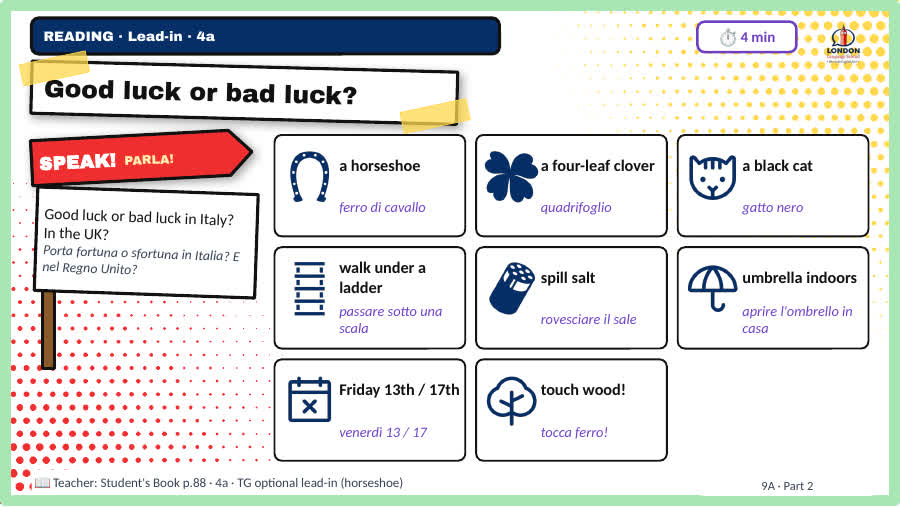 READING · Lead-in · 4a
⏱️ 4 min
LONDON
Good luck or bad luck?
SPEAK! PARLA!
Good luck or bad luck in Italy?
In the UK?
Porta fortuna o sfortuna in Italia? E
nel Regno Unito?
a horseshoe
ferro di cavallo
a four-leaf clover
quadrifoglio
a black cat
gatto nero
walk under a
ladder
passare sotto una
scala
spill salt
rovesciare il sale
umbrella indoors
aprire l'ombrello in
casa
Friday 13th / 17th
venerdì 13 / 17
touch wood!
tocca ferro!
📖 Teacher: Student's Book p.88 · 4a · TG optional lead-in (horseshoe)
9A · Part 2